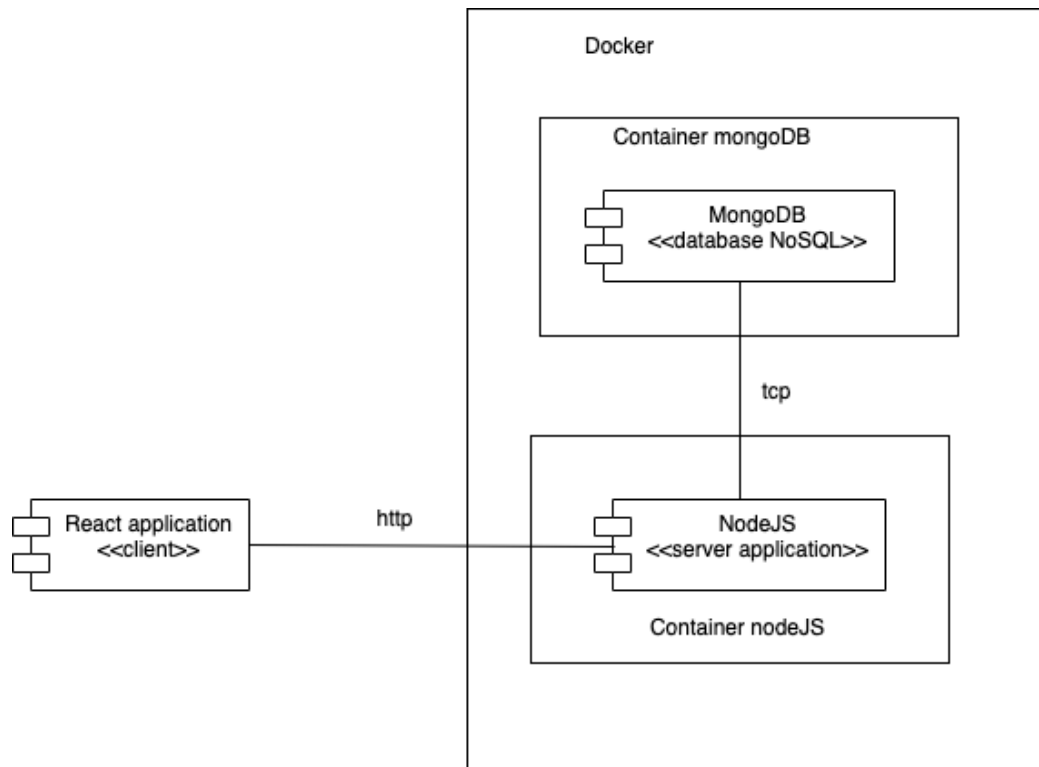 Docker
Container mongoDB
MongoDB
<<database NoSQL>>
tcp
React application
<<client>>
http
NodeJS
<<server application>>
Container nodeJS